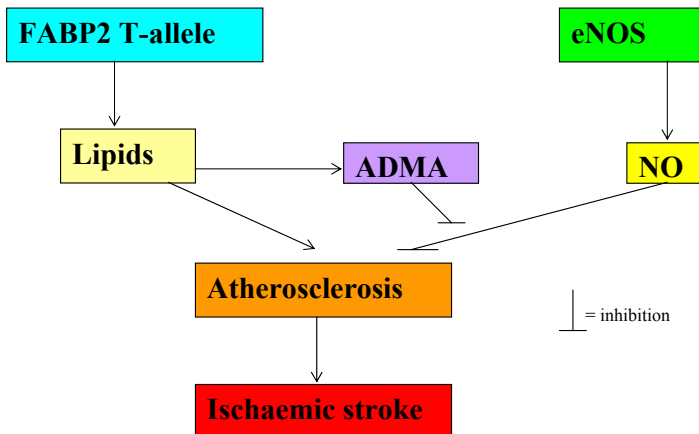 FABP2 T-allele
eNOS
Lipids
ADMA
NO
Atherosclerosis
= inhibition
Ischaemic stroke